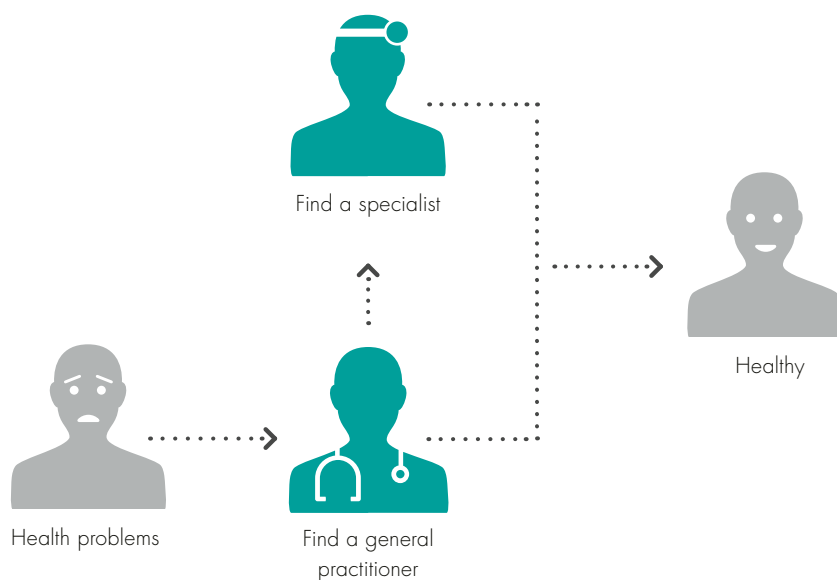 Find a specialist
Healthy
Health problems
Find a general
practitioner